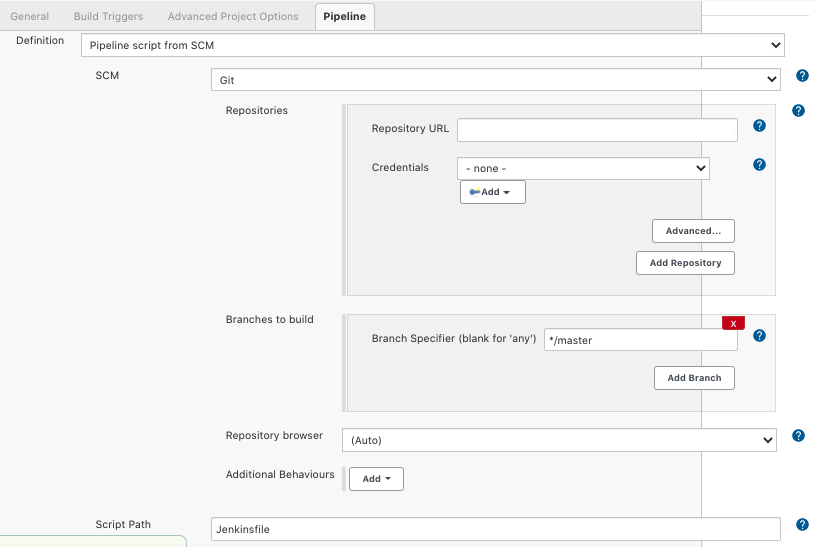 General Build Triggers Advanced Project Options Pipeline
Definition Pipeline script from SCM
SCM Git ?
Repositories ?
Repository URL ?
Credentials - none - ?
Add
Advanced...
Add Repository
Branches to build X
Branch Specifier (blank for 'any') */master ?
Add Branch
Repository browser (Auto) ?
Additional Behaviours Add
Script Path Jenkinsfile ?